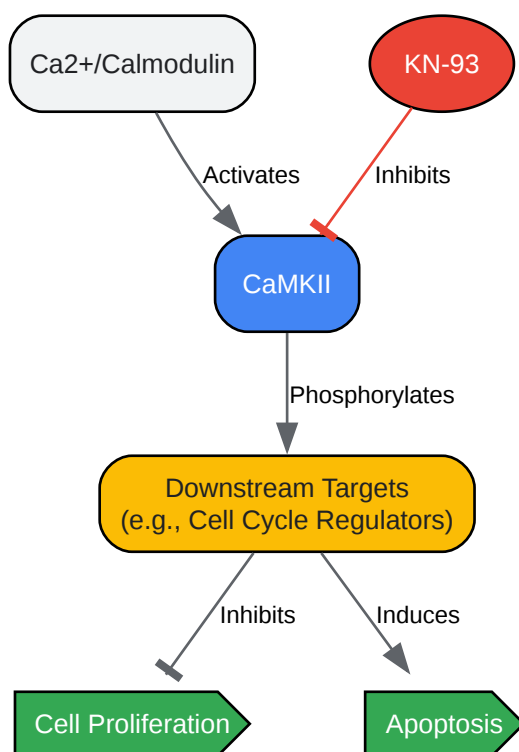 Ca2+/Calmodulin
KN-93
Activates
Inhibits
CaMKII
Phosphorylates
Downstream Targets
(e.g., Cell Cycle Regulators)
Inhibits
Induces
Cell Proliferation
Apoptosis